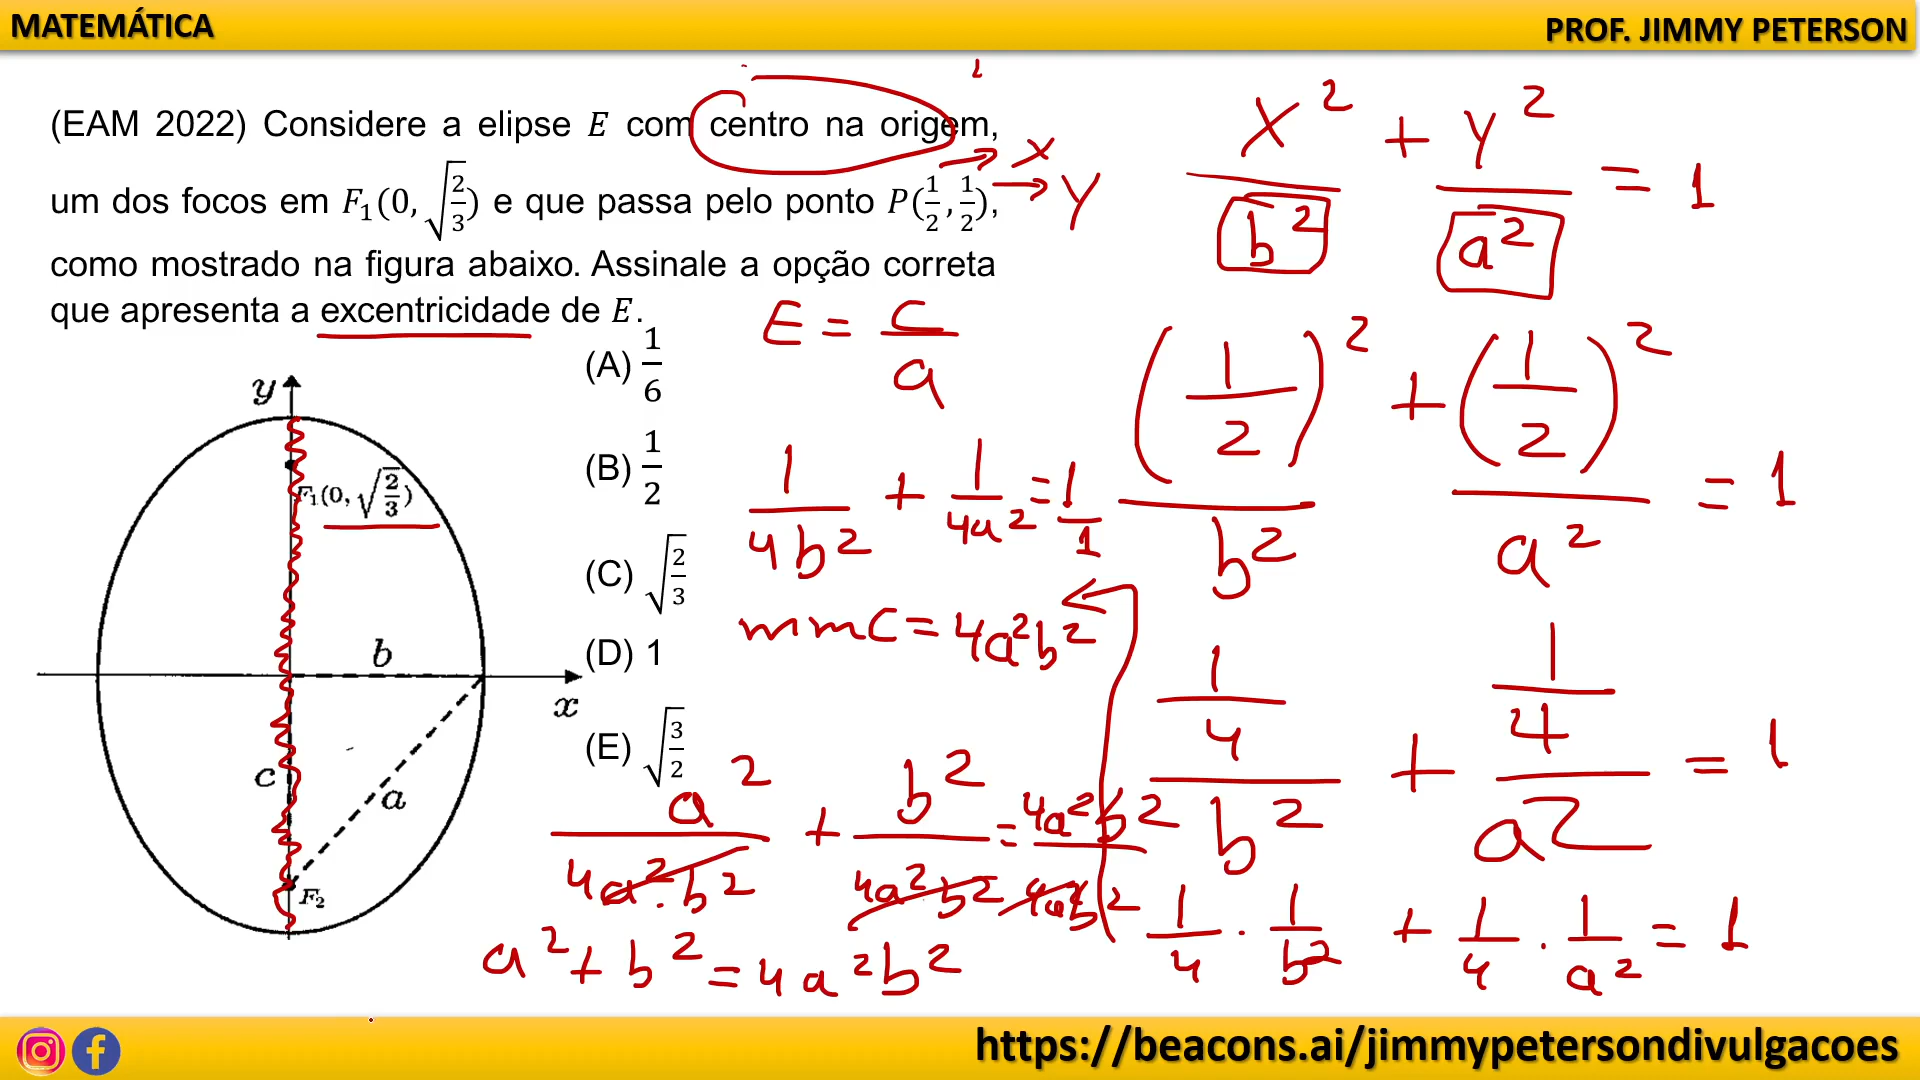 MATEMÁTICA
PROF. JIMMY PETERSON
(EAM 2022) Considere a elipse E com centro na origem,
um dos focos em F₁(0, √(2/3)) e que passa pelo ponto P(1/2, 1/2),
como mostrado na figura abaixo. Assinale a opção correta
que apresenta a excentricidade de E.
(A) 1/6
(B) 1/2
(C) √(2/3)
(D) 1
(E) √(3/2)
y
F₁(0, √(2/3))
b
x
c
a
F₂
→ x
→ y
x²/b² + y²/a² = 1
E = c/a
(1/2)²/b² + (1/2)²/a² = 1
1/4b² + 1/4a² = 1/1
mmc = 4a²b²
(1/4)/b² + (1/4)/a² = 1
a²/4a²·b² + b²/4a²b² = 4a²b²/4a²b²
1/4 · 1/b² + 1/4 · 1/a² = 1
a² + b² = 4a²b²
https://beacons.ai/jimmypetersondivulgacoes